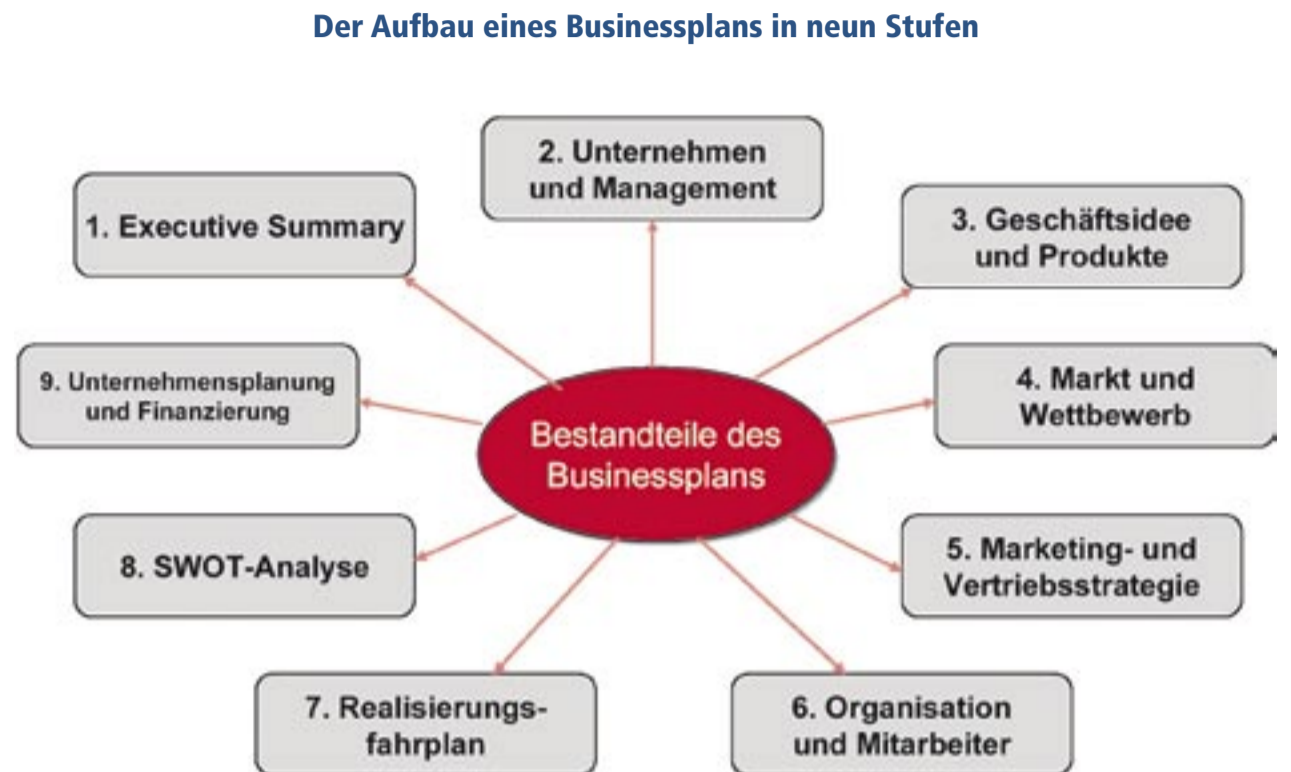 Der Aufbau eines Businessplans in neun Stufen
1. Executive Summary
2. Unternehmen
und Management
3. Geschäftsidee
und Produkte
4. Markt und
Wettbewerb
5. Marketing- und
Vertriebsstrategie
6. Organisation
und Mitarbeiter
7. Realisierungs-
fahrplan
8. SWOT-Analyse
9. Unternehmensplanung
und Finanzierung
Bestandteile des
Businessplans